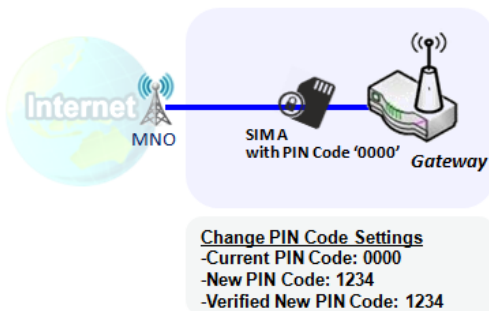 Internet
MNO
SIM A
with PIN Code ‘0000’
Gateway
Change PIN Code Settings
-Current PIN Code: 0000
-New PIN Code: 1234
-Verified New PIN Code: 1234